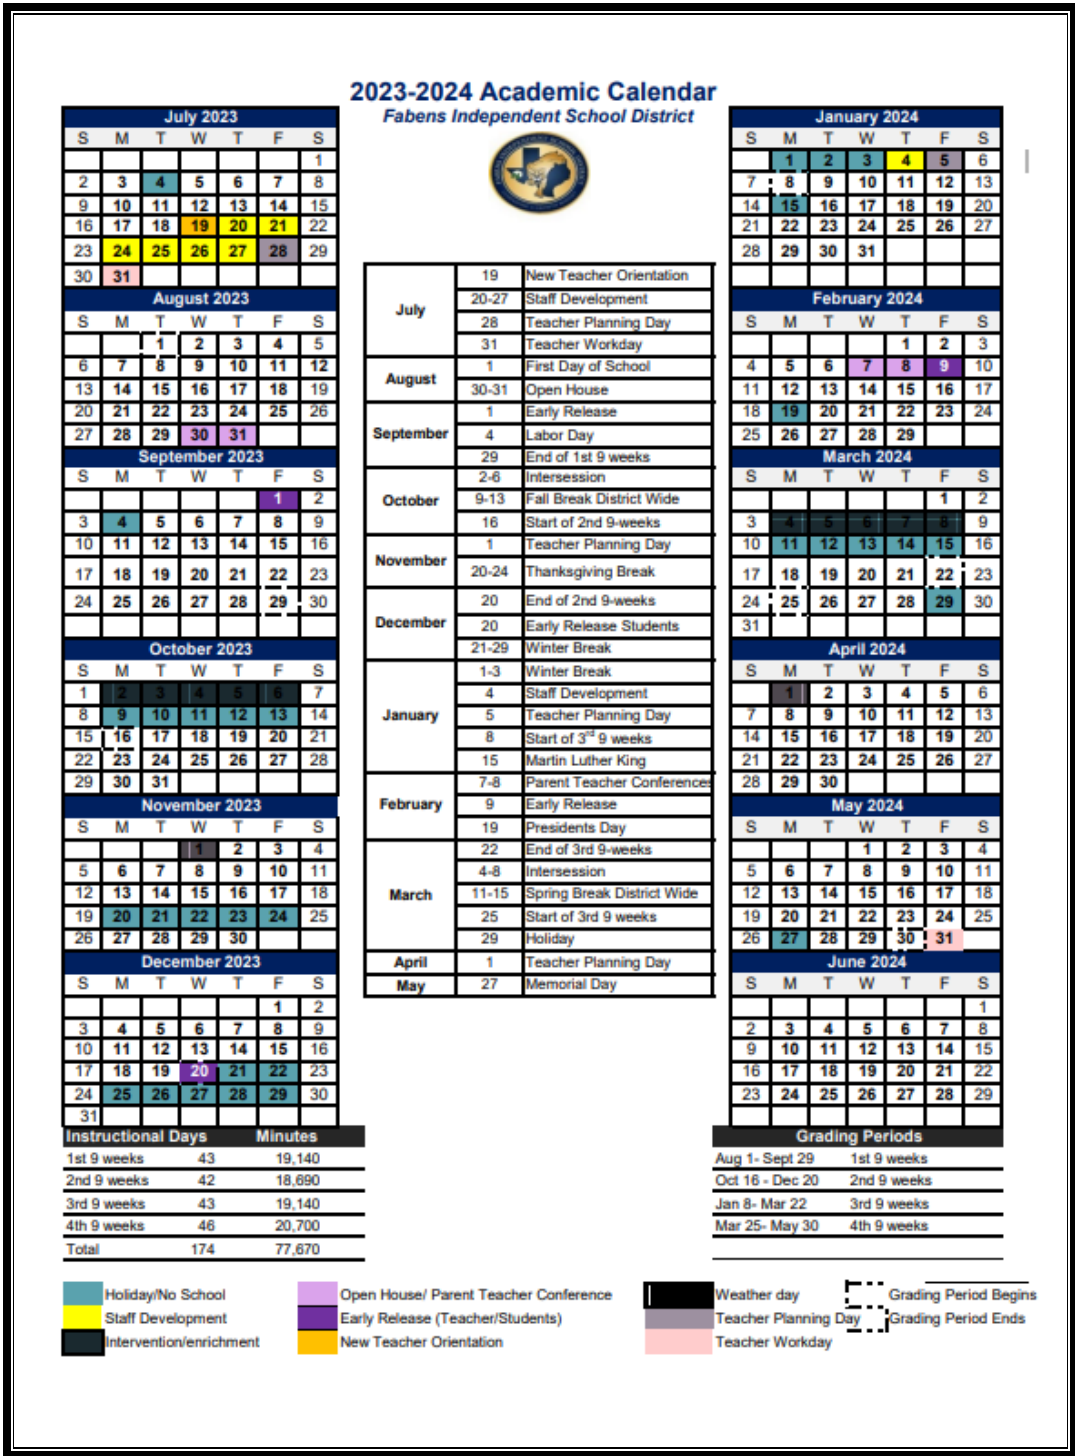 2023-2024 Academic Calendar
Fabens Independent School District
July 2023
S M T W T F S
1
2 3 4 5 6 7 8
9 10 11 12 13 14 15
16 17 18 19 20 21 22
23 24 25 26 27 28 29
30 31
August 2023
S M T W T F S
1 2 3 4 5
6 7 8 9 10 11 12
13 14 15 16 17 18 19
20 21 22 23 24 25 26
27 28 29 30 31
September 2023
S M T W T F S
1 2
3 4 5 6 7 8 9
10 11 12 13 14 15 16
17 18 19 20 21 22 23
24 25 26 27 28 29 30
October 2023
S M T W T F S
1 2 3 4 5 6 7
8 9 10 11 12 13 14
15 16 17 18 19 20 21
22 23 24 25 26 27 28
29 30 31
November 2023
S M T W T F S
1 2 3 4
5 6 7 8 9 10 11
12 13 14 15 16 17 18
19 20 21 22 23 24 25
26 27 28 29 30
December 2023
S M T W T F S
1 2
3 4 5 6 7 8 9
10 11 12 13 14 15 16
17 18 19 20 21 22 23
24 25 26 27 28 29 30
31
July
19 New Teacher Orientation
20-27 Staff Development
28 Teacher Planning Day
31 Teacher Workday
August
1 First Day of School
30-31 Open House
September
1 Early Release
4 Labor Day
29 End of 1st 9 weeks
October
2-6 Intersession
9-13 Fall Break District Wide
16 Start of 2nd 9-weeks
November
1 Teacher Planning Day
20-24 Thanksgiving Break
December
20 End of 2nd 9-weeks
20 Early Release Students
21-29 Winter Break
January
1-3 Winter Break
4 Staff Development
5 Teacher Planning Day
8 Start of 3rd 9 weeks
15 Martin Luther King
February
7-8 Parent Teacher Conferences
9 Early Release
19 Presidents Day
March
22 End of 3rd 9-weeks
4-8 Intersession
11-15 Spring Break District Wide
25 Start of 3rd 9 weeks
29 Holiday
April
1 Teacher Planning Day
May
27 Memorial Day
January 2024
S M T W T F S
1 2 3 4 5 6
7 8 9 10 11 12 13
14 15 16 17 18 19 20
21 22 23 24 25 26 27
28 29 30 31
February 2024
S M T W T F S
1 2 3
4 5 6 7 8 9 10
11 12 13 14 15 16 17
18 19 20 21 22 23 24
25 26 27 28 29
March 2024
S M T W T F S
1 2
3 4 5 6 7 8 9
10 11 12 13 14 15 16
17 18 19 20 21 22 23
24 25 26 27 28 29 30
31
April 2024
S M T W T F S
1 2 3 4 5 6
7 8 9 10 11 12 13
14 15 16 17 18 19 20
21 22 23 24 25 26 27
28 29 30
May 2024
S M T W T F S
1 2 3 4
5 6 7 8 9 10 11
12 13 14 15 16 17 18
19 20 21 22 23 24 25
26 27 28 29 30 31
June 2024
S M T W T F S
1
2 3 4 5 6 7 8
9 10 11 12 13 14 15
16 17 18 19 20 21 22
23 24 25 26 27 28 29
Instructional Days Minutes
1st 9 weeks 43 19,140
2nd 9 weeks 42 18,690
3rd 9 weeks 43 19,140
4th 9 weeks 46 20,700
Total 174 77,670
Grading Periods
Aug 1- Sept 29 1st 9 weeks
Oct 16 - Dec 20 2nd 9 weeks
Jan 8- Mar 22 3rd 9 weeks
Mar 25- May 30 4th 9 weeks
Holiday/No School
Staff Development
Intervention/enrichment
Open House/ Parent Teacher Conference
Early Release (Teacher/Students)
New Teacher Orientation
Weather day
Teacher Planning Day
Teacher Workday
Grading Period Begins
Grading Period Ends